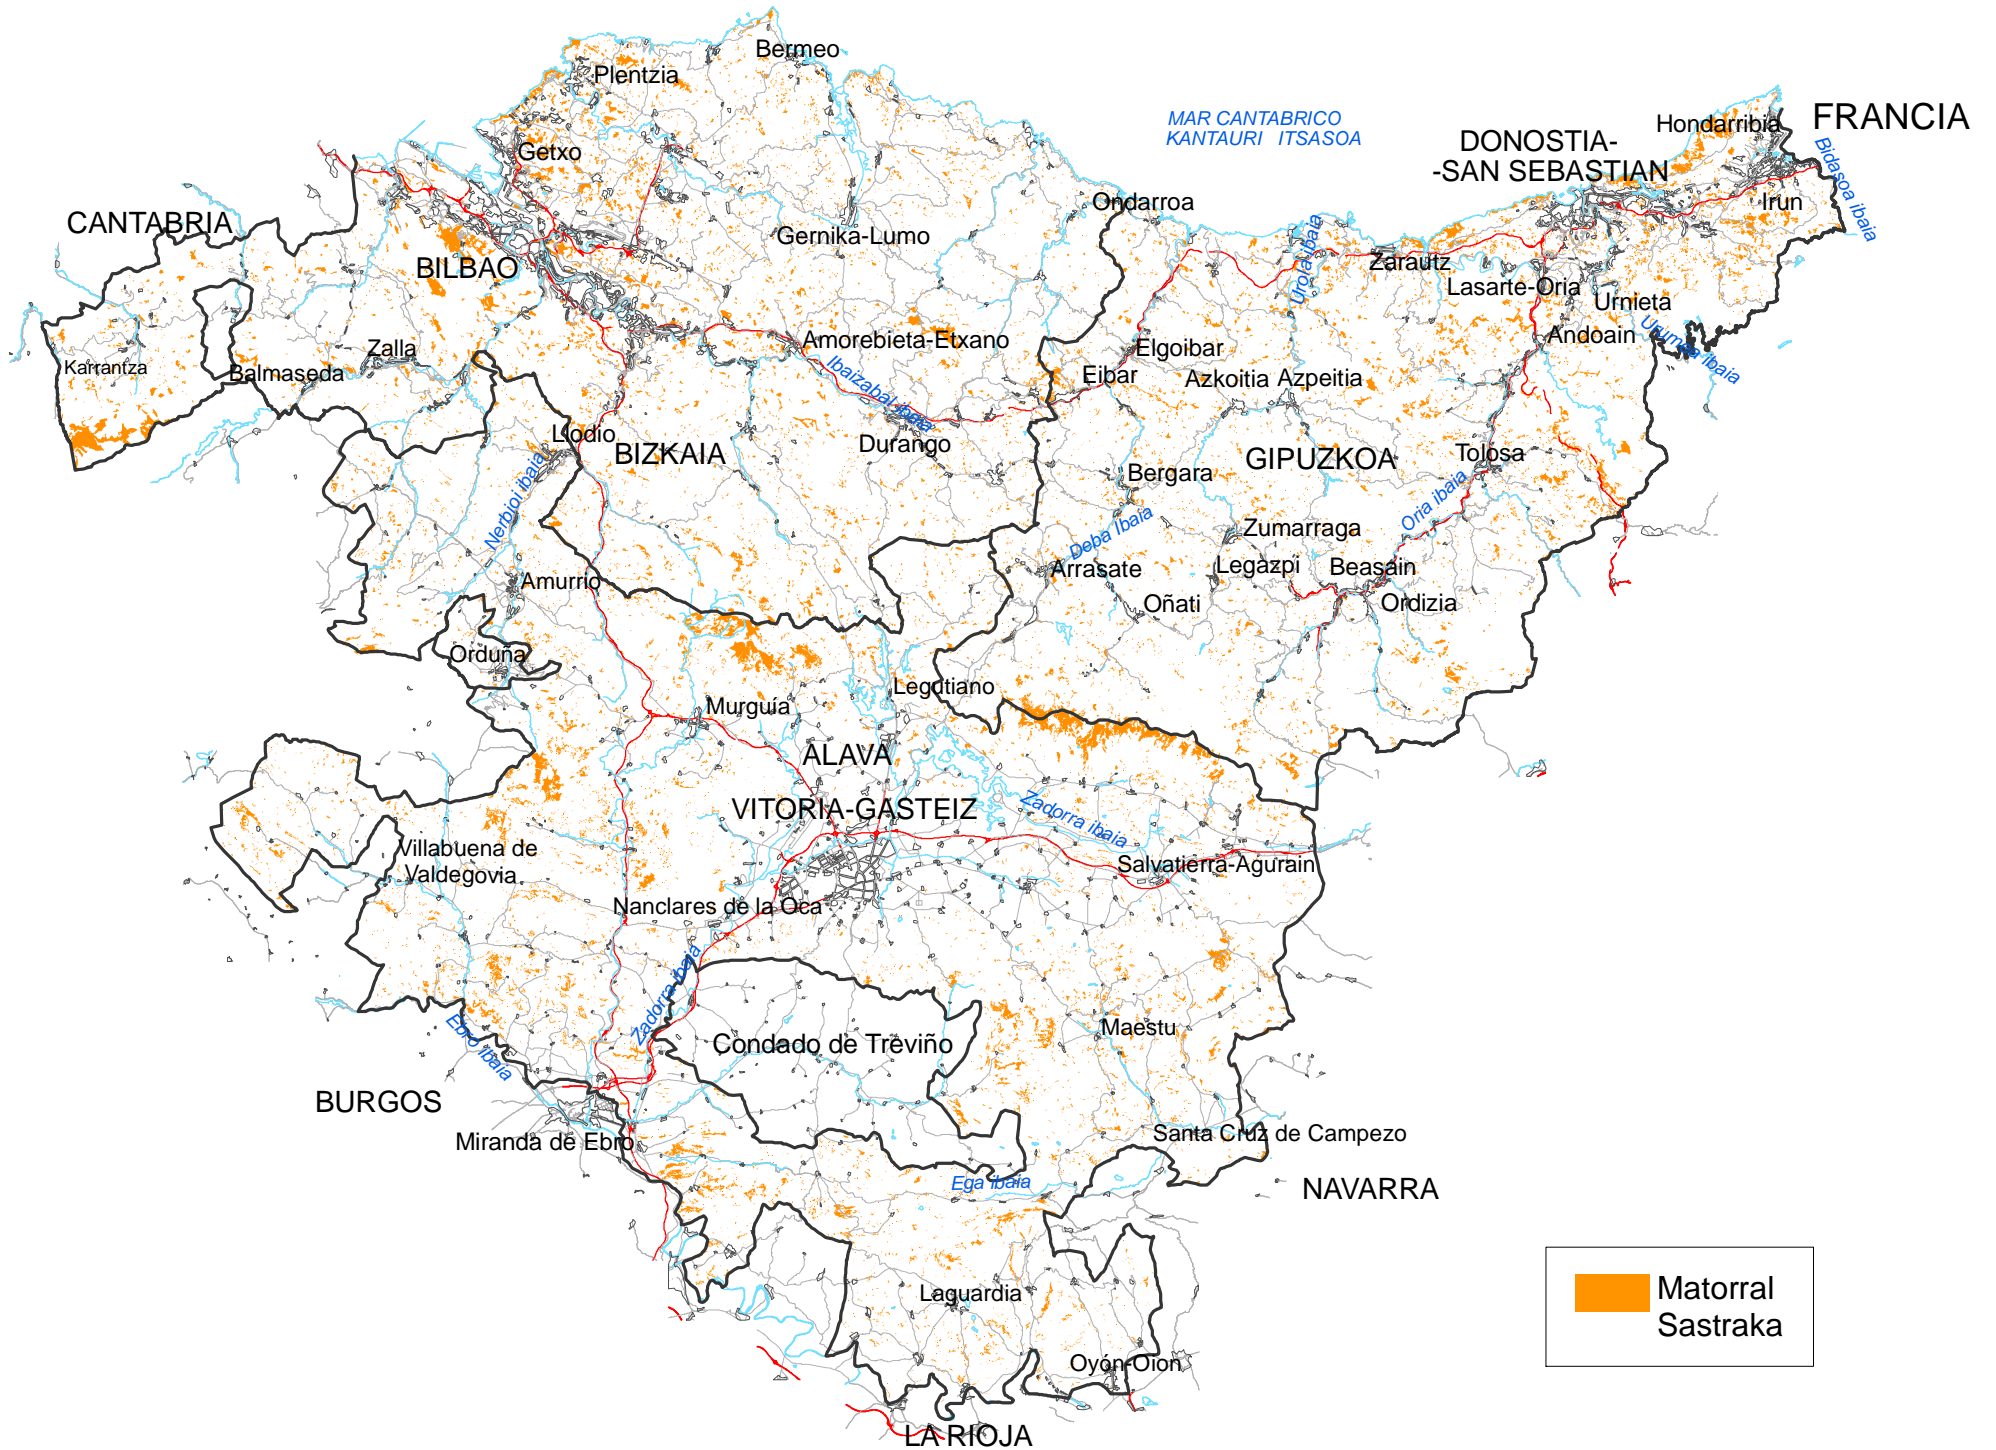 Bermeo
Plentzia
MAR CANTABRICO
KANTAURI ITSASOA
FRANCIA
Hondarribia
DONOSTIA-
-SAN SEBASTIAN
Bidasoa ibaia
Getxo
Irun
Ondarroa
CANTABRIA
Gernika-Lumo
Urola ibaia
Zarautz
BILBAO
Lasarte-Oria
Urnieta
Andoain
Urumea ibaia
Amorebieta-Etxano
Elgoibar
Zalla
Karrantza
Balmaseda
Ibaizabal ibaia
Eibar
Azkoitia
Azpeitia
Llodio
BIZKAIA
Durango
Bergara
GIPUZKOA
Tolosa
Nerbioi ibaia
Oria ibaia
Deba Ibaia
Zumarraga
Arrasate
Legazpi
Beasain
Amurrio
Oñati
Ordizia
Orduña
Legutiano
Murguía
ALAVA
VITORIA-GASTEIZ
Zadorra ibaia
Villabuena de
Valdegovia
Salvatierra-Agurain
Nanclares de la Oca
Zadorra ibaia
Ebro ibaia
Condado de Treviño
Maestu
BURGOS
Miranda de Ebro
Santa Cruz de Campezo
Ega ibaia
NAVARRA
Laguardia
Oyón-Oion
LA RIOJA
Matorral
Sastraka